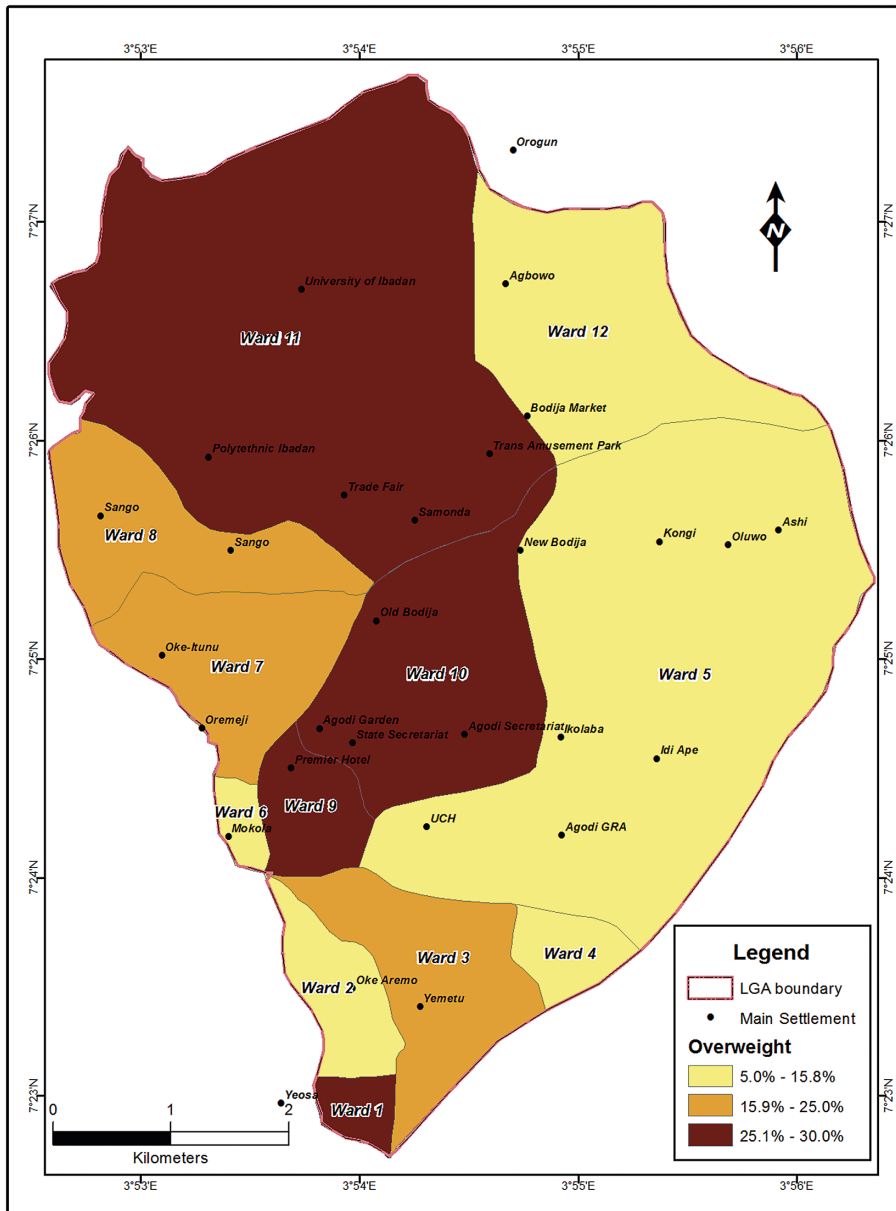 3°53'E 3°54'E 3°55'E 3°56'E
Orogun
N
7°27'N 7°27'N
Agbowo
University of Ibadan
Ward 12
Ward 11
Bodija Market
7°26'N 7°26'N
Trans Amusement Park
Polytethnic Ibadan
Trade Fair
Sango
Samonda
Ashi
Kongi
Oluwo
Ward 8
Sango
New Bodija
Old Bodija
7°25'N 7°25'N
Oke-Itunu
Ward 7
Ward 10
Ward 5
Oremeji
Agodi Garden
State Secretariat
Agodi Secretariat
Ikolaba
Idi Ape
Premier Hotel
Ward 9
Ward 6
Mokola
UCH
Agodi GRA
7°24'N 7°24'N
Ward 3
Ward 4
Ward 2
Oke Aremo
Yemetu
Legend
LGA boundary
Main Settlement
Overweight
5.0% - 15.8%
15.9% - 25.0%
25.1% - 30.0%
7°23'N 7°23'N
Yeosa
Ward 1
0 1 2
Kilometers
3°53'E 3°54'E 3°55'E 3°56'E